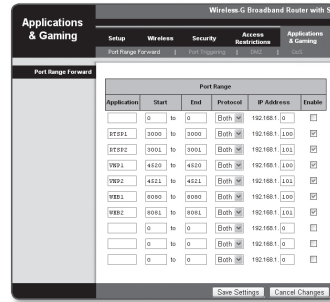 Wireless-G Broadband Router with S
Applications & Gaming
Setup Wireless Security Access Restrictions Applications & Gaming
Port Range Forward | Port Triggering | DMZ | QoS
Port Range Forward
Port Range
Application Start End Protocol IP Address Enable
0 to 0 Both 192.168.1. 0
RTSP1 3000 to 3000 Both 192.168.1. 100
RTSP2 3001 to 3001 Both 192.168.1. 101
VNP1 4520 to 4520 Both 192.168.1. 100
VNP2 4521 to 4521 Both 192.168.1. 101
WEB1 8080 to 8080 Both 192.168.1. 100
WEB2 8081 to 8081 Both 192.168.1. 101
0 to 0 Both 192.168.1. 0
0 to 0 Both 192.168.1. 0
0 to 0 Both 192.168.1. 0
Save Settings Cancel Changes